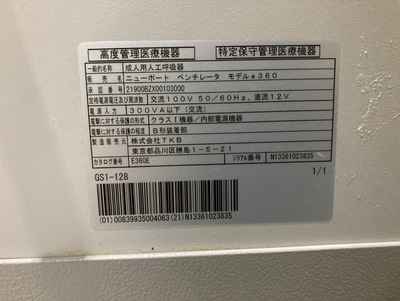 高度管理医療機器 特定保守管理医療機器
一般的名称 成人用人工呼吸器
販売名 ニューポート ベンチレータ モデルe360
承認番号 21900BZX00103000
定格電源電圧及び周波数 交流100V 50/60Hz、直流12V
電源入力 300VA以下(交流)
電撃に対する保護の形式 クラスI機器/内部電源機器
電撃に対する保護の程度 B形装着部
製造販売元 株式会社TKB
東京都品川区勝島1-5-21
カタログ番号 E360E シリアル番号 N13361023835
GS1-128 1/1
(01)00839935004063(21)N13361023835